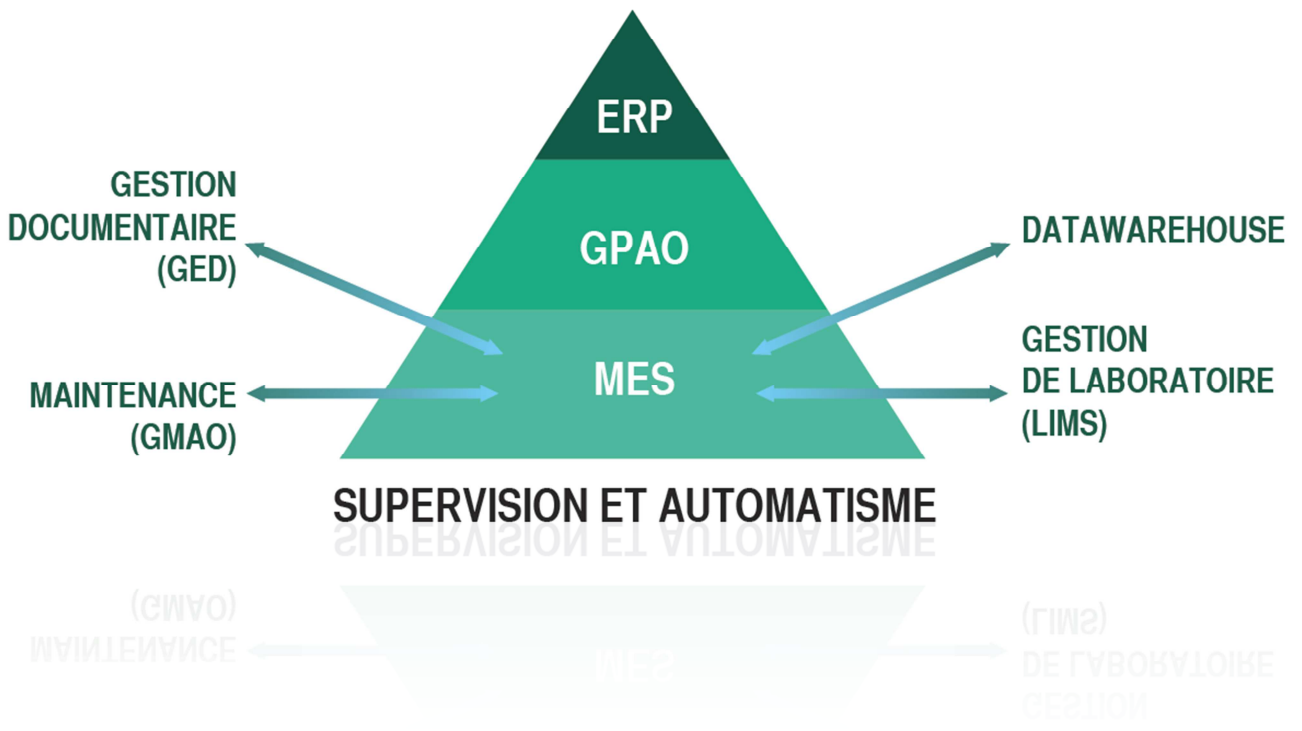 ERP
GESTION
DOCUMENTAIRE
(GED)
GPAO
DATAWAREHOUSE
MAINTENANCE
(GMAO)
MES
GESTION
DE LABORATOIRE
(LIMS)
SUPERVISION ET AUTOMATISME